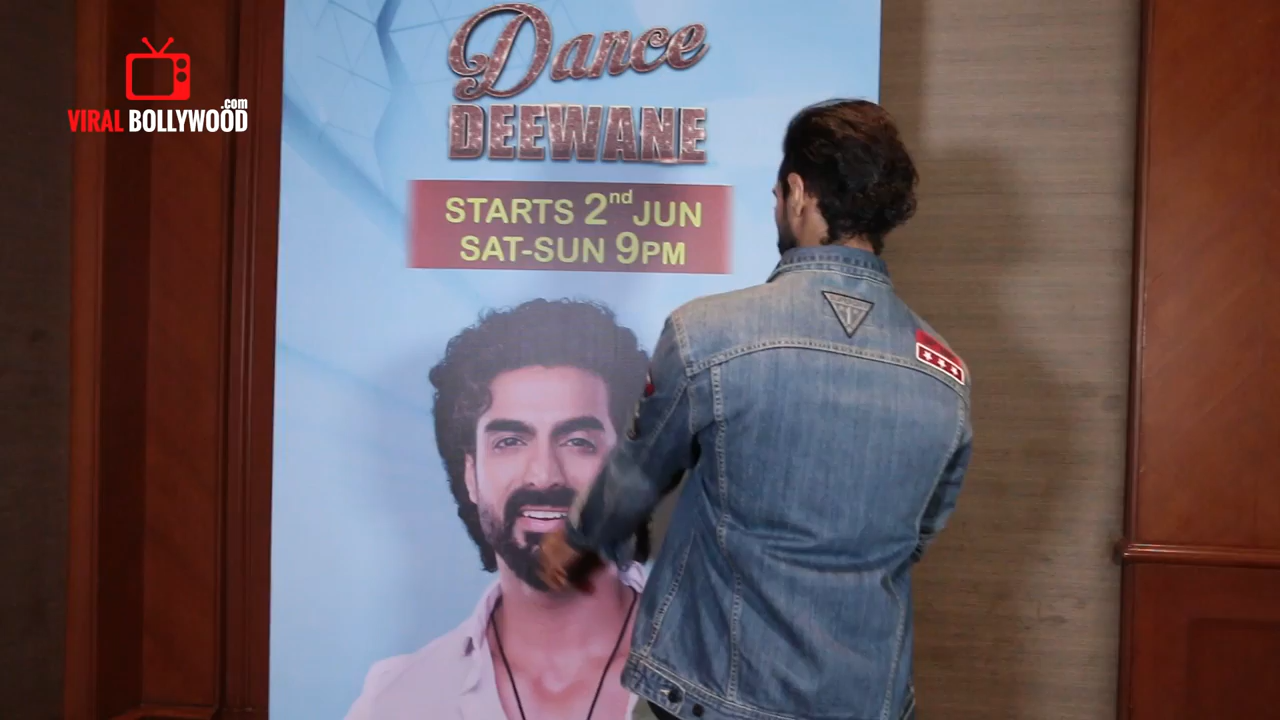 .com
VIRAL BOLLYWOOD
Dance
DEEWANE
STARTS 2nd JUN
SAT-SUN 9PM